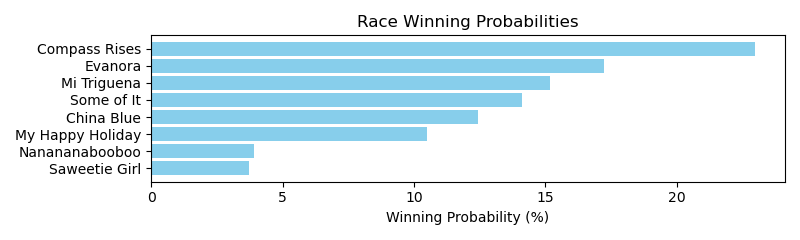 Race Winning Probabilities
Compass Rises
Evanora
Mi Triguena
Some of It
China Blue
My Happy Holiday
Nanananabooboo
Saweetie Girl
0 5 10 15 20
Winning Probability (%)